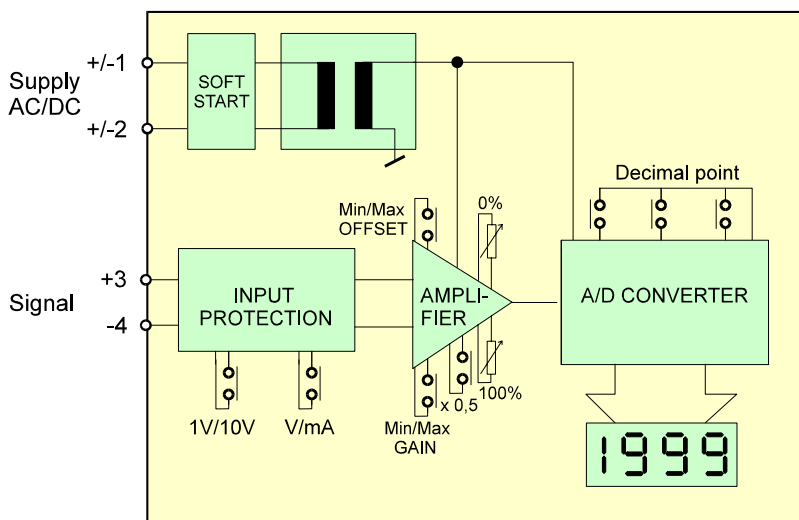 Supply
AC/DC
+/-1
+/-2
SOFT
START
Decimal point
Min/Max
OFFSET
0%
Signal
+3
-4
INPUT
PROTECTION
AMPLI-
FIER
A/D CONVERTER
1V/10V
V/mA
x 0,5
100%
Min/Max
GAIN
1999